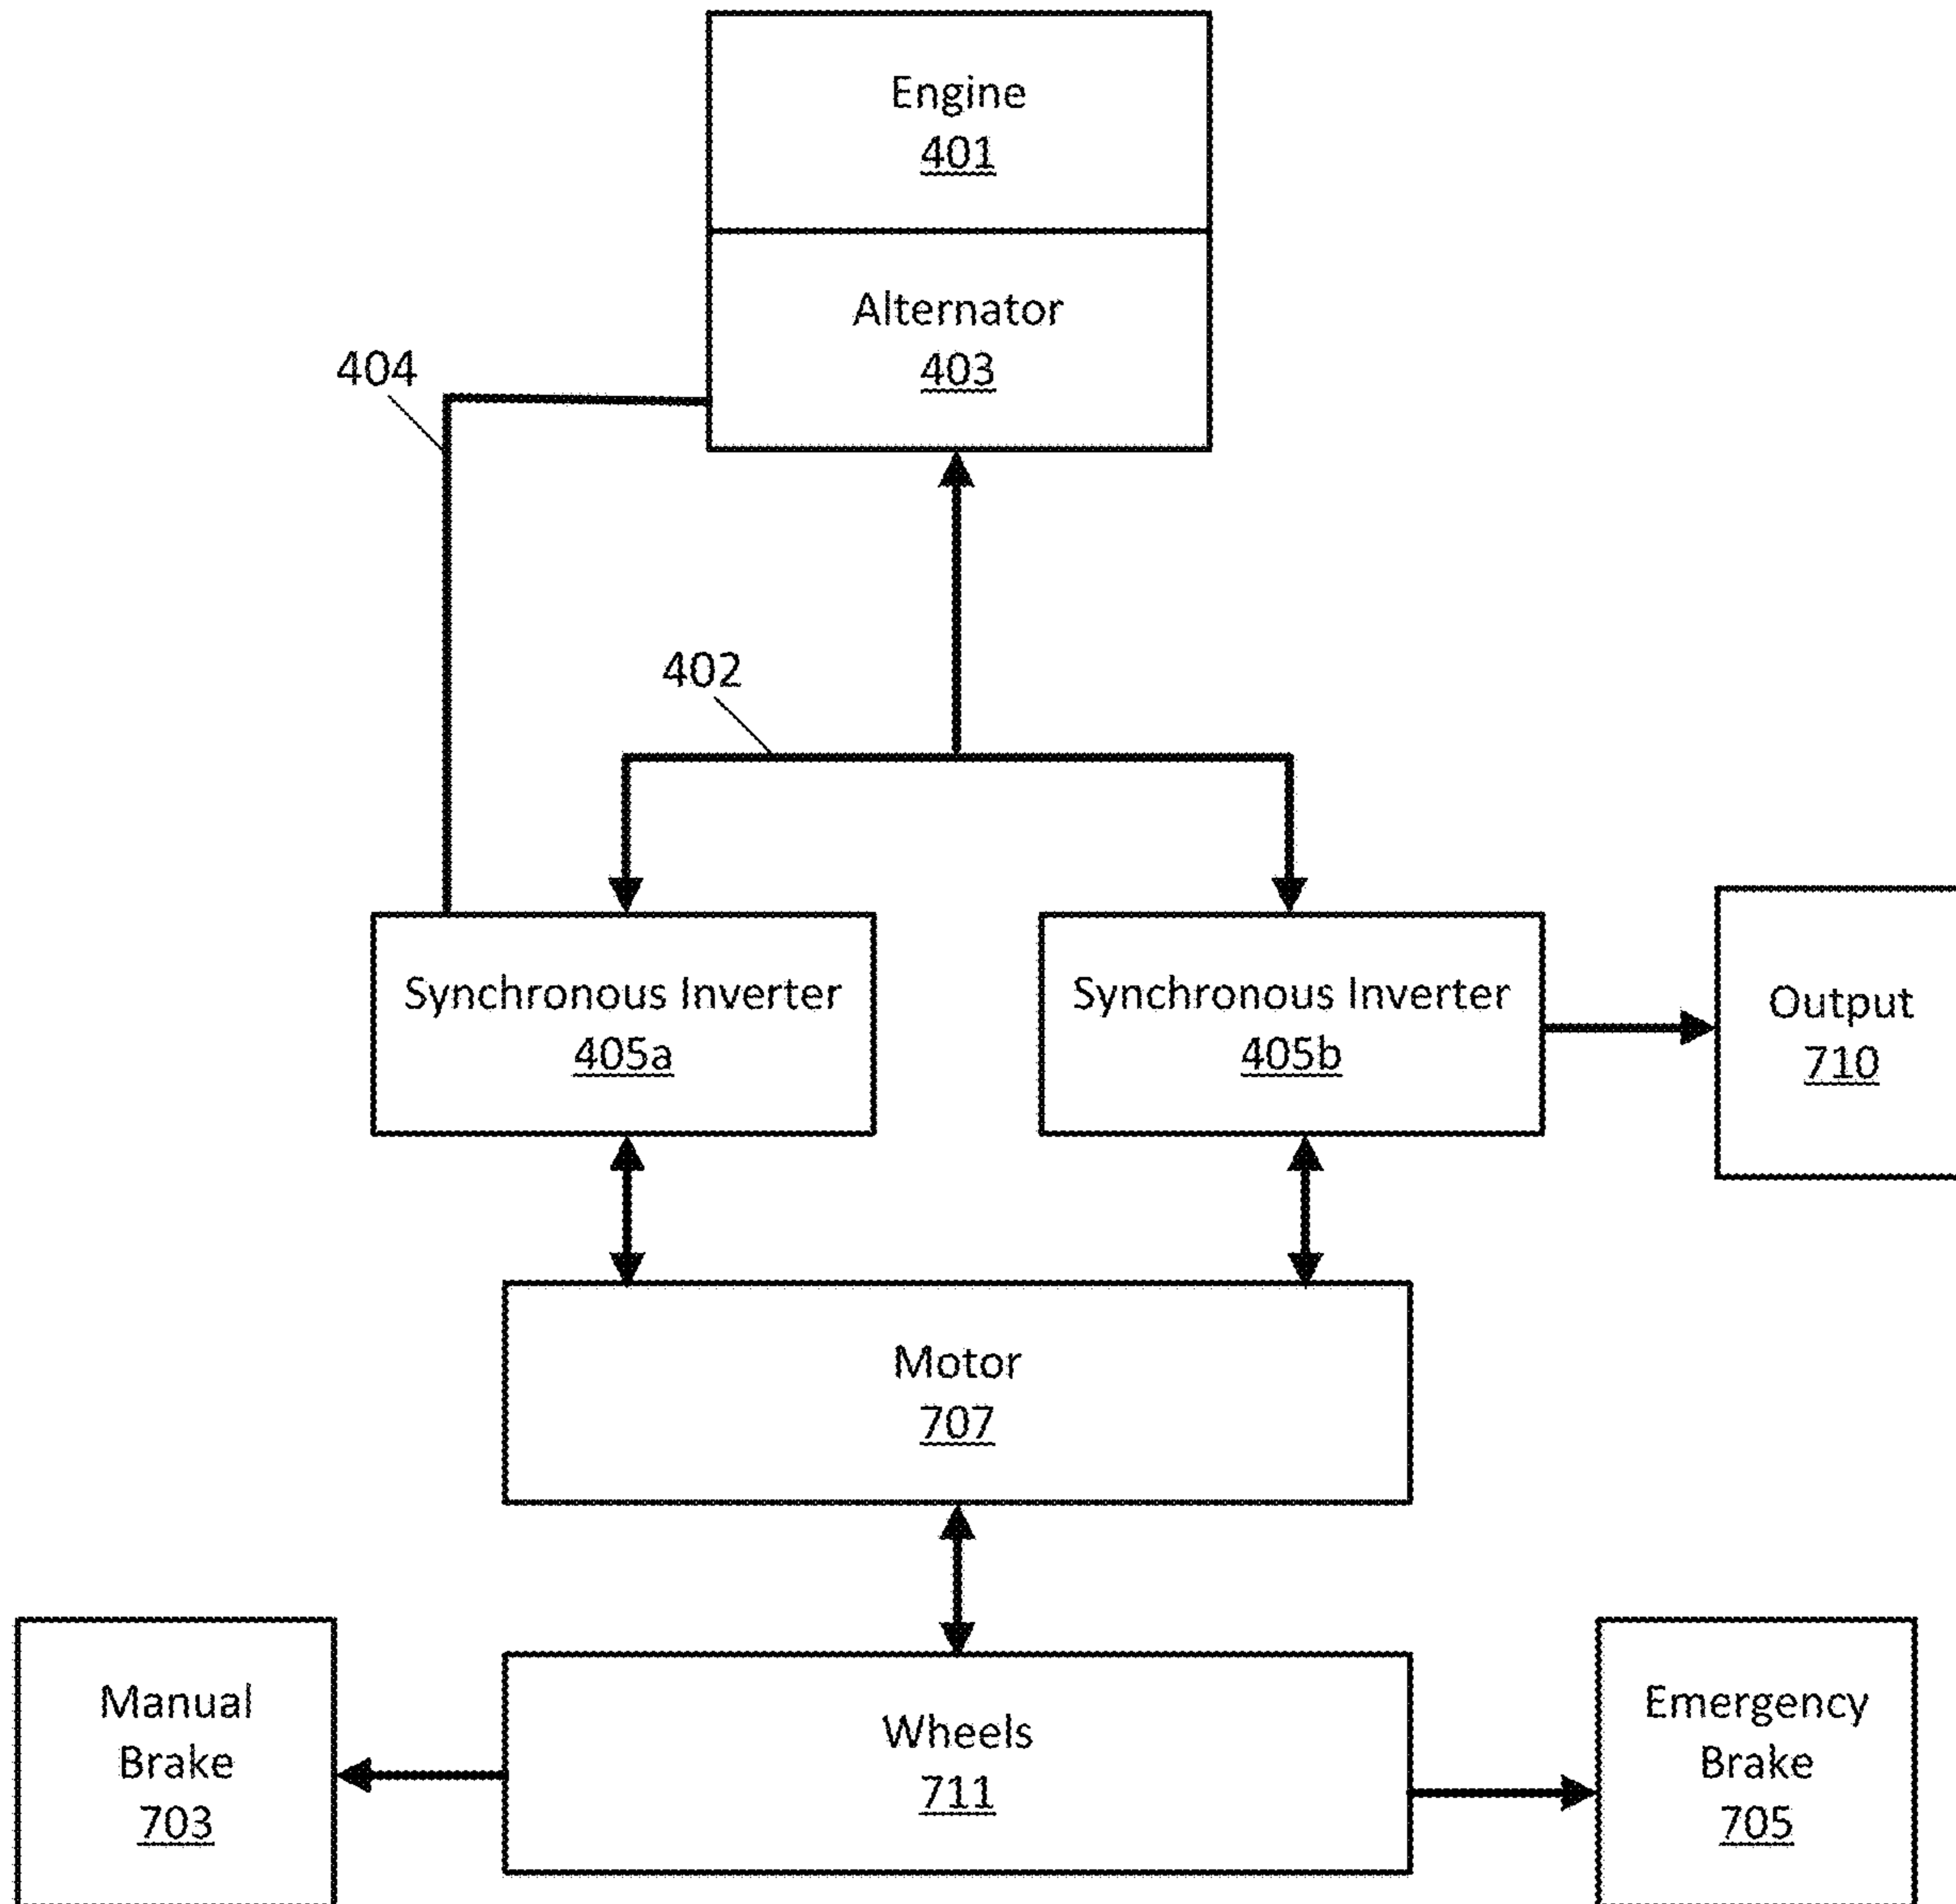 Engine
401
Alternator
403
404
402
Synchronous Inverter
405a
Synchronous Inverter
405b
Output
710
Motor
707
Manual
Brake
703
Wheels
711
Emergency
Brake
705